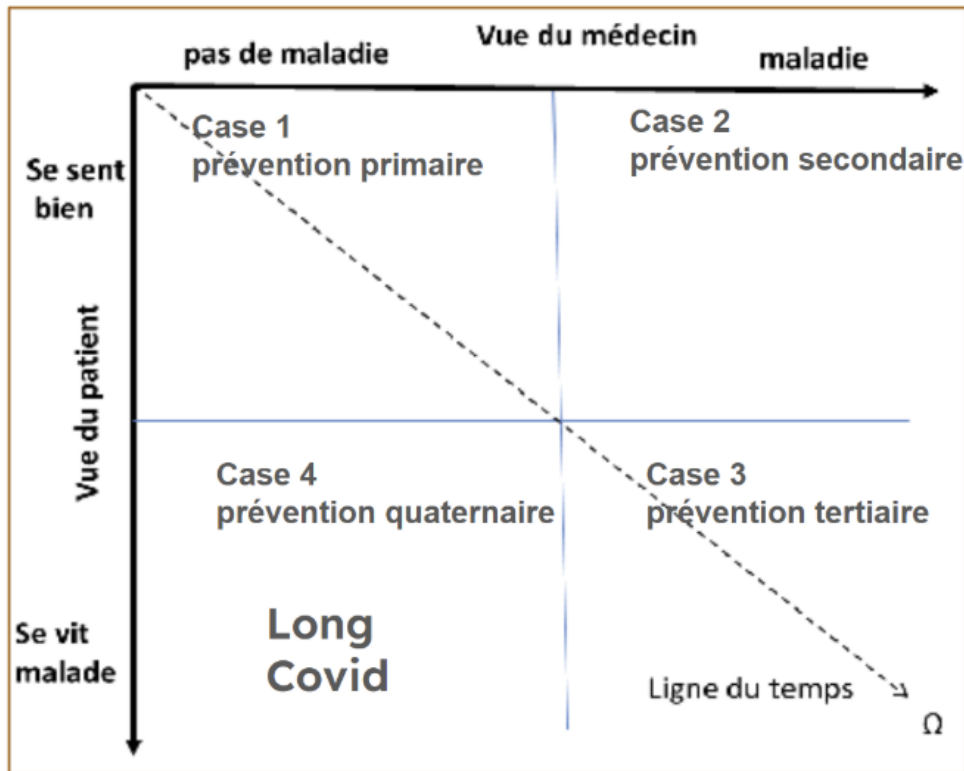 Vue du médecin
pas de maladie
maladie
Case 1
prévention primaire
Case 2
prévention secondaire
Se sent
bien
Vue du patient
Case 4
prévention quaternaire
Case 3
prévention tertiaire
Se vit
malade
Long
Covid
Ligne du temps
Ω